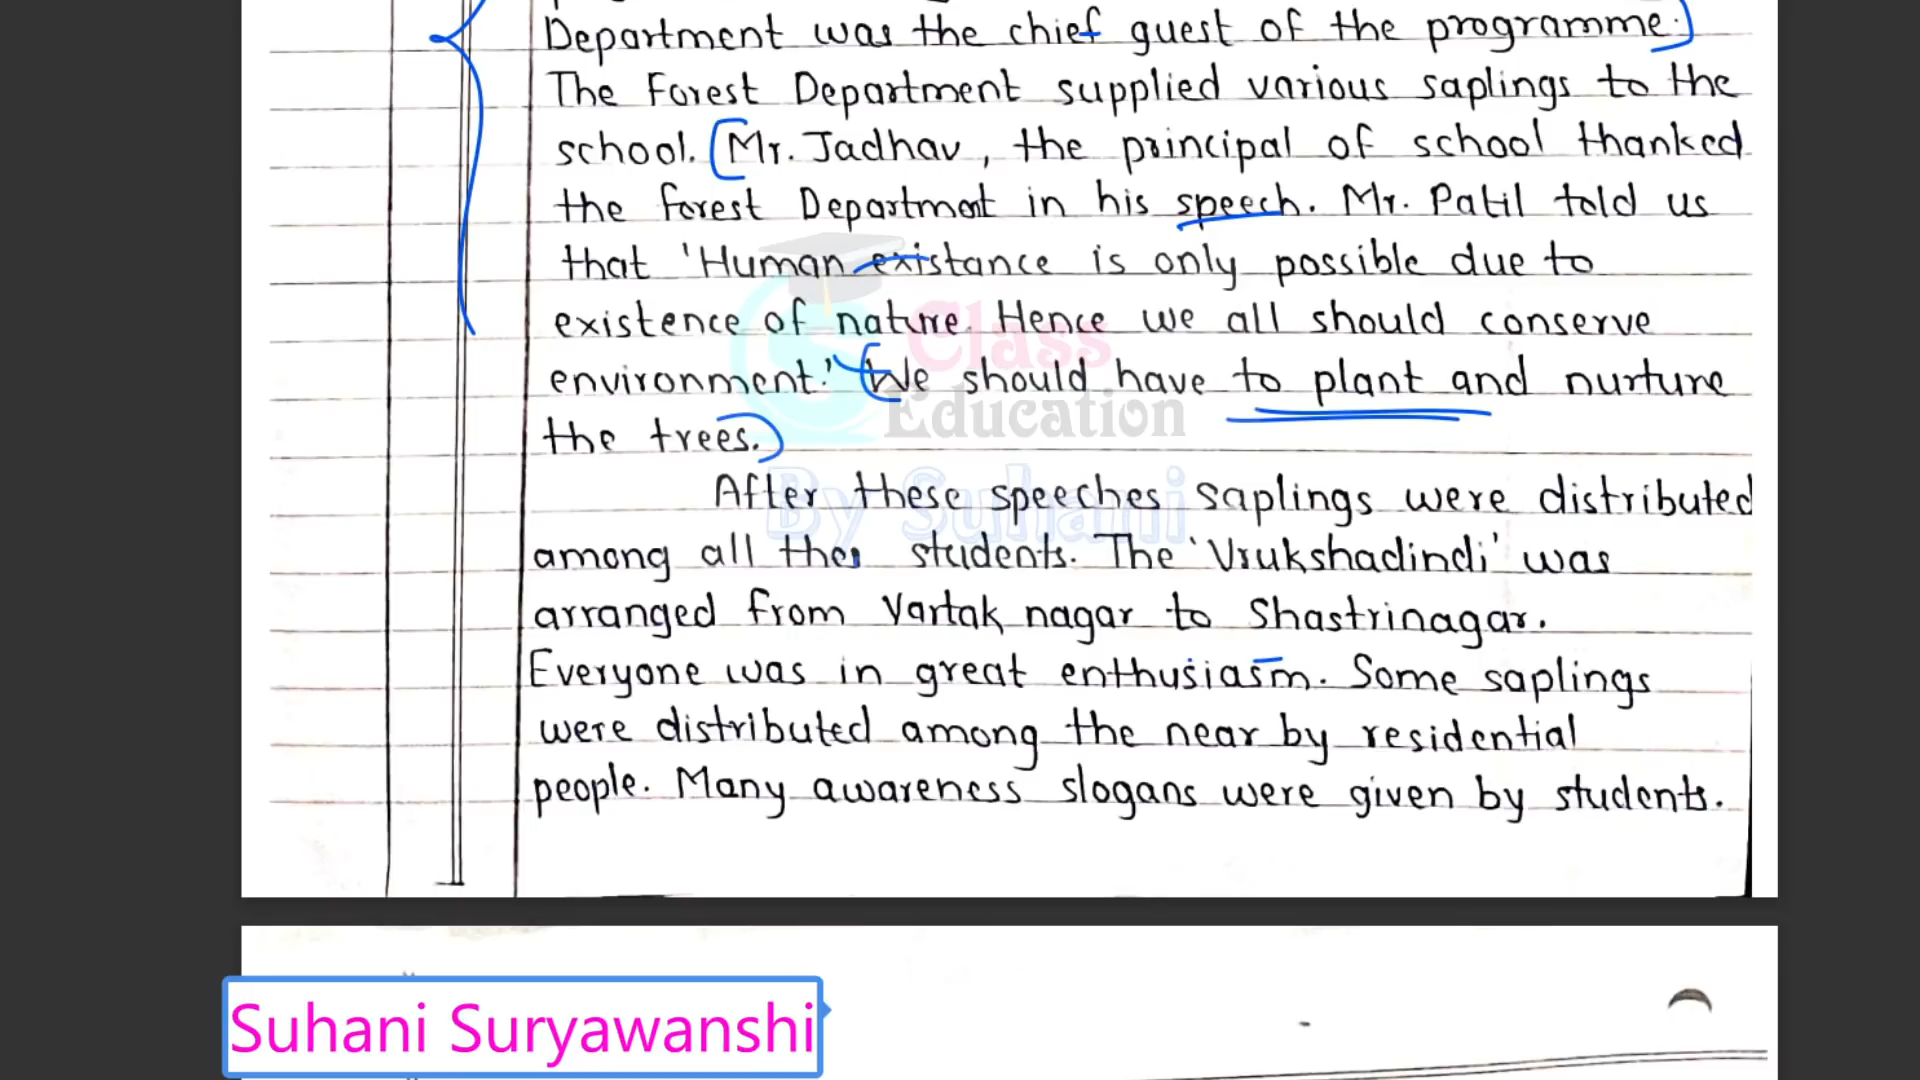 Department was the chief guest of the programme.
The Forest Department supplied various saplings to the
school. Mr. Jadhav, the principal of school thanked
the forest Department in his speech. Mr. Patil told us
that 'Human existance is only possible due to
existence of nature. Hence we all should conserve
environment.' We should have to plant and nurture
the trees.
After these speeches saplings were distributed
among all the students. The 'Vrukshadindi' was
arranged from Vartak nagar to Shastrinagar.
Everyone was in great enthusiasm. Some saplings
were distributed among the near by residential
people. Many awareness slogans were given by students.
Class
Education
By Suhani
Suhani Suryawanshi